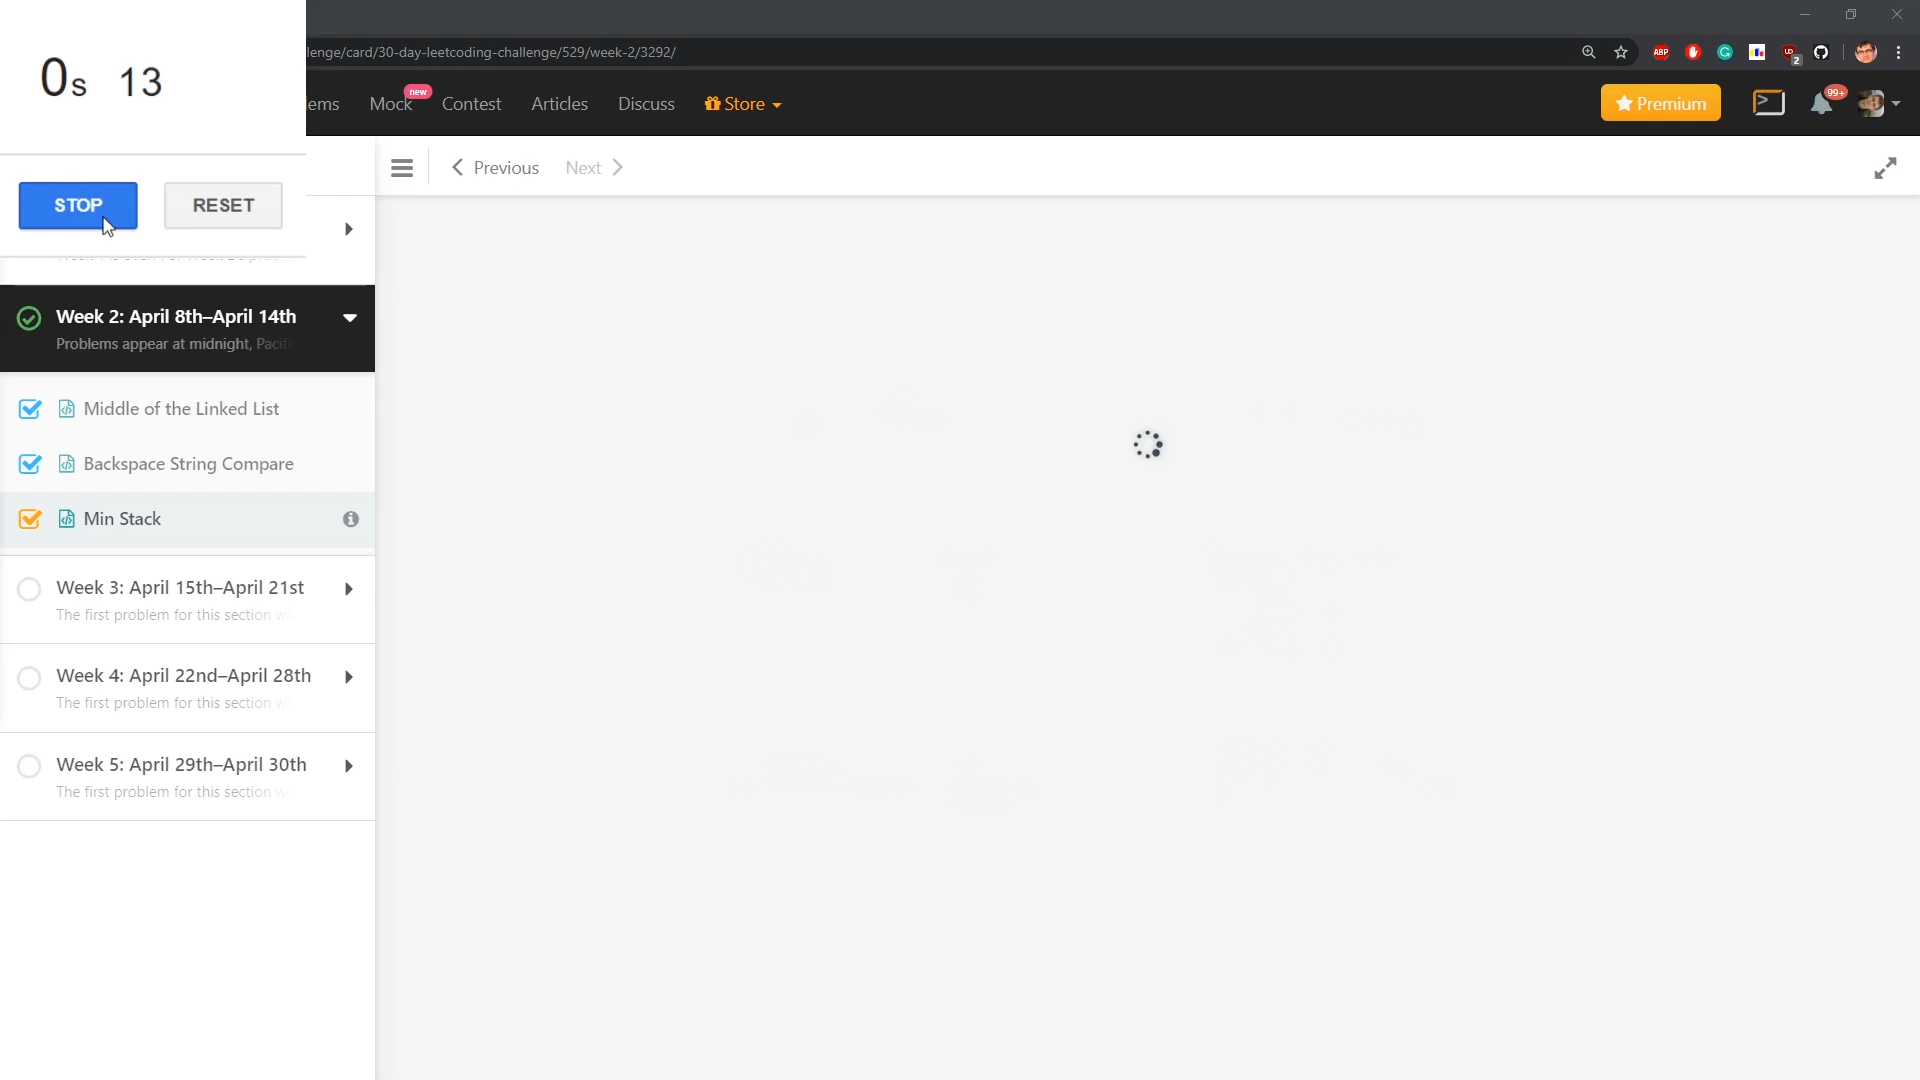 0s 13
STOP
RESET
lenge/card/30-day-leetcoding-challenge/529/week-2/3292/
ABP
UD
2
ems
Mock
new
Contest
Articles
Discuss
Store
Premium
99+
Previous
Next
Week 2: April 8th–April 14th
Problems appear at midnight, Pacifi
Middle of the Linked List
Backspace String Compare
Min Stack
Week 3: April 15th–April 21st
The first problem for this section w
Week 4: April 22nd–April 28th
The first problem for this section w
Week 5: April 29th–April 30th
The first problem for this section w